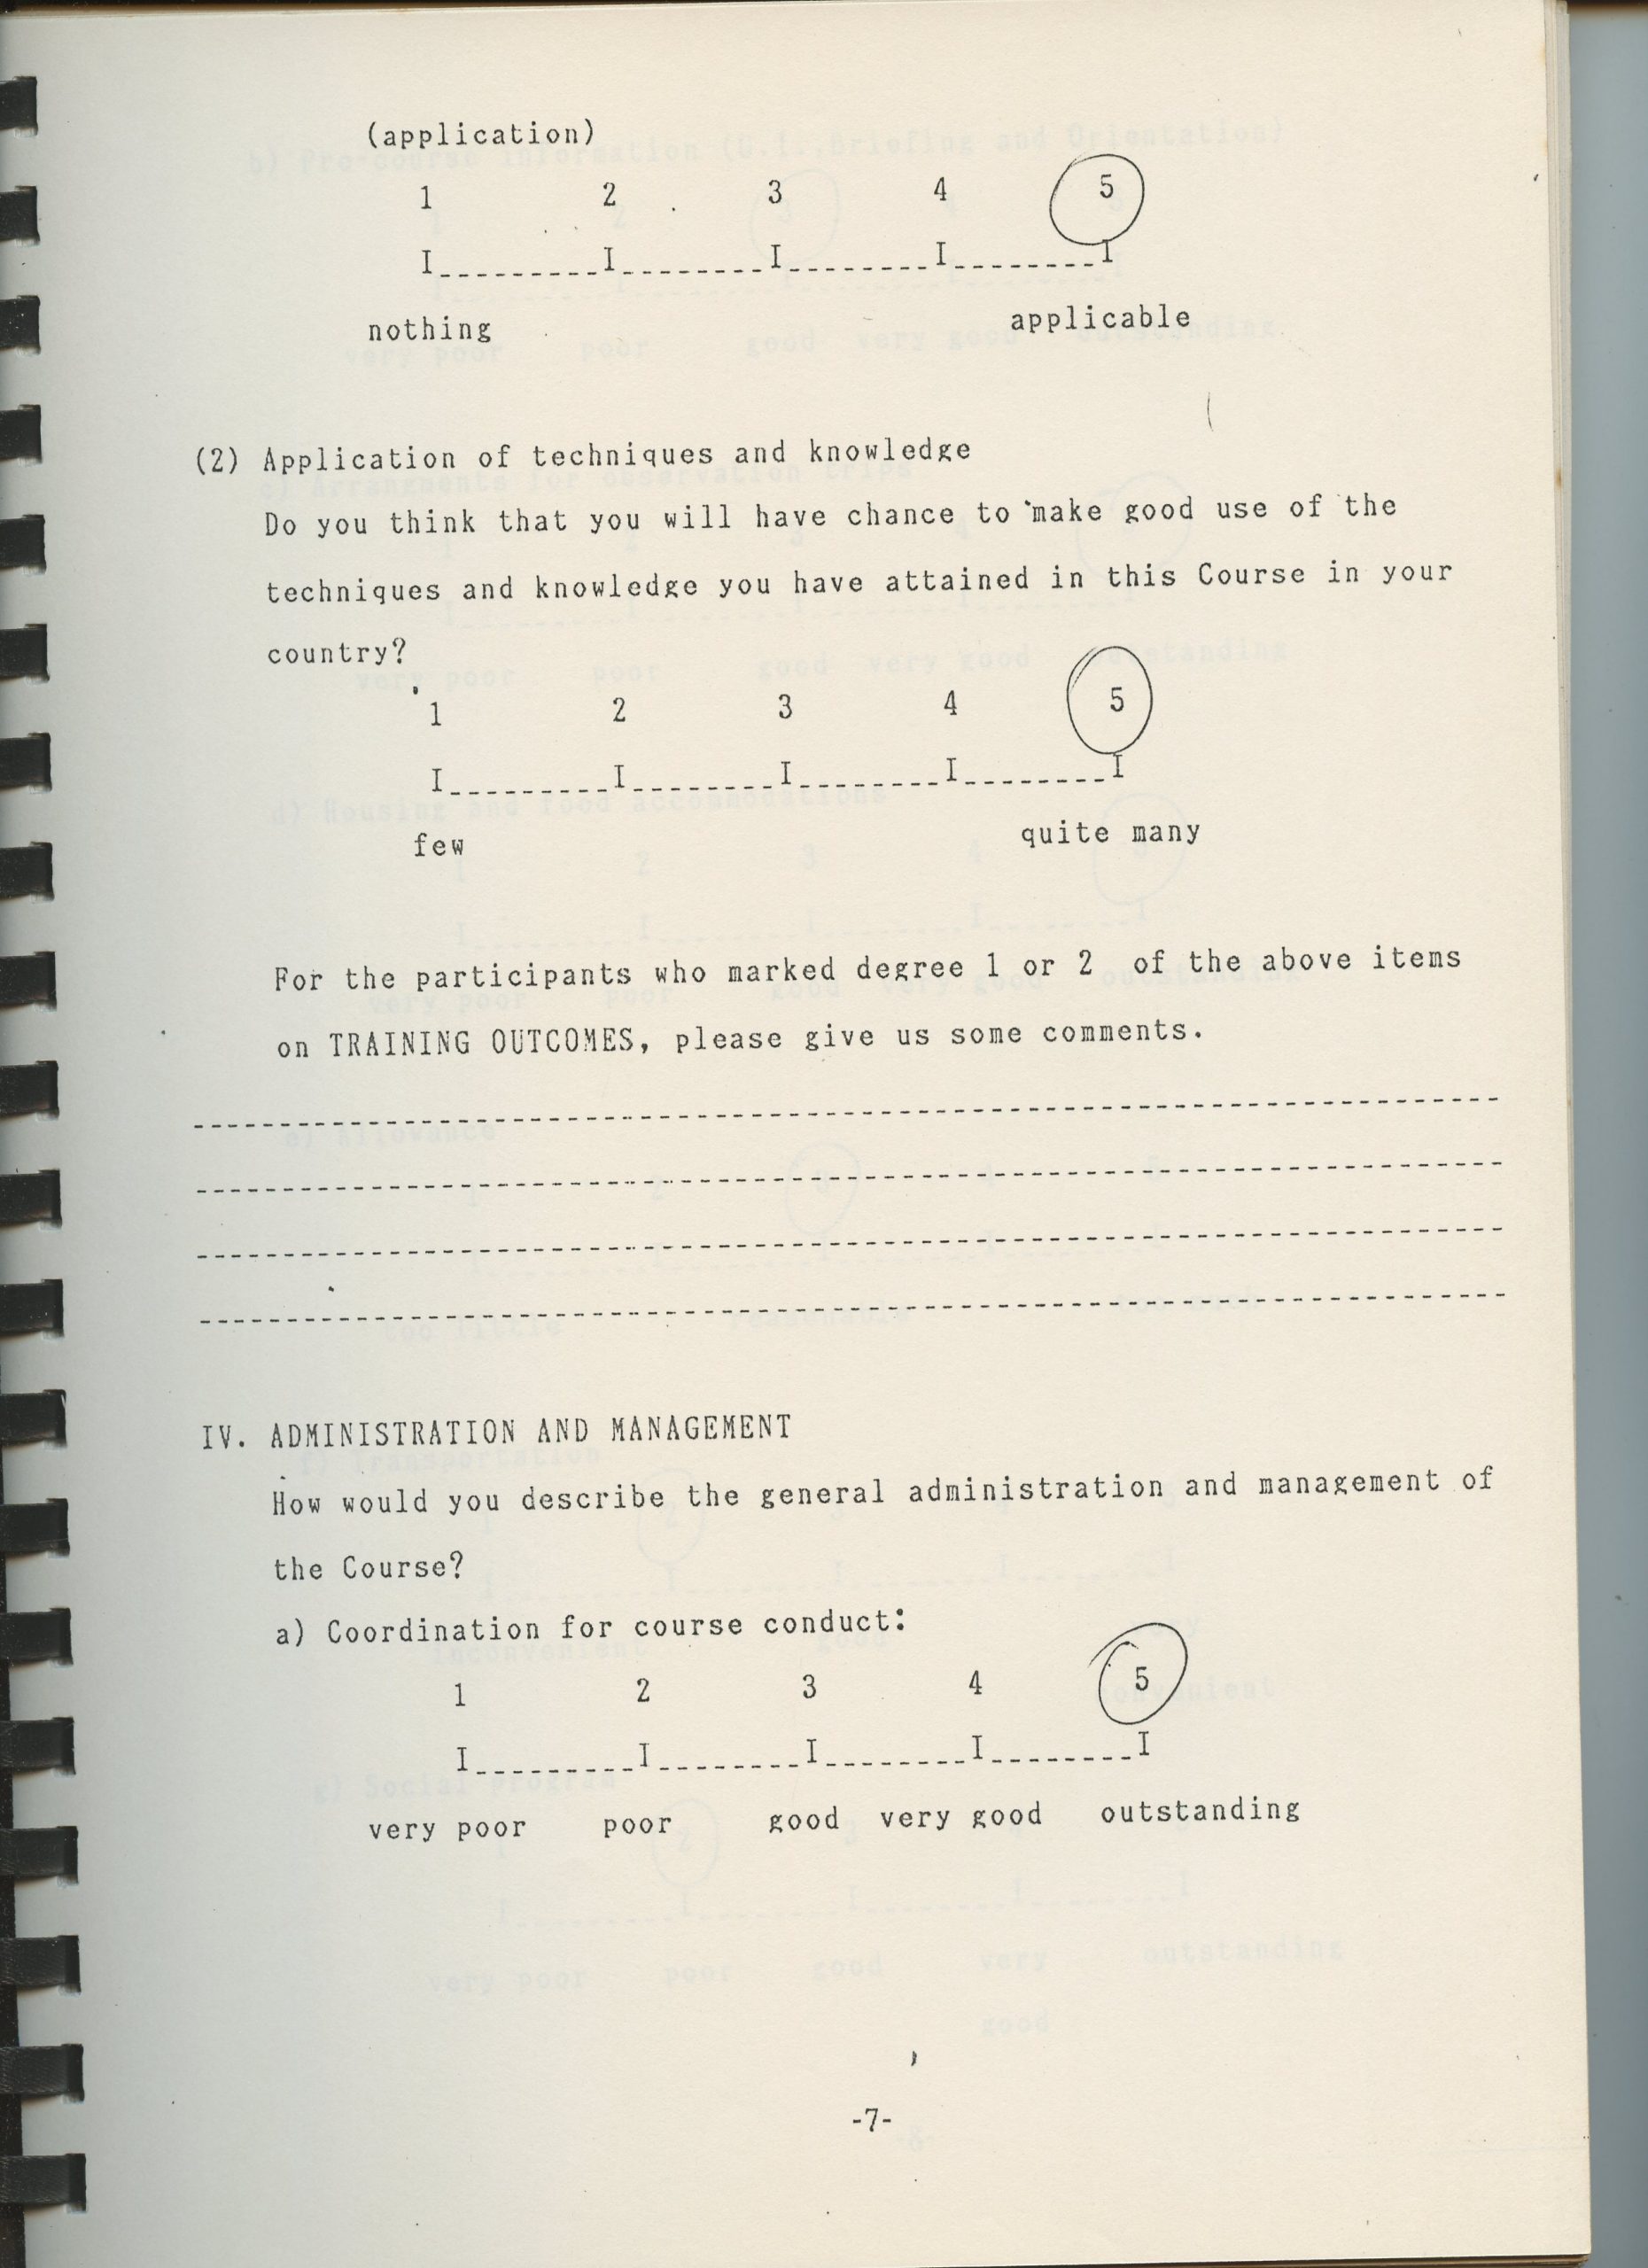 (application)
1 2 3 4 5
I_________I________I________I________I
nothing applicable
(2) Application of techniques and knowledge
Do you think that you will have chance to make good use of the
techniques and knowledge you have attained in this Course in your
country?
1 2 3 4 5
I_________I________I________I________I
few quite many
For the participants who marked degree 1 or 2 of the above items
on TRAINING OUTCOMES, please give us some comments.
IV. ADMINISTRATION AND MANAGEMENT
How would you describe the general administration and management of
the Course?
a) Coordination for course conduct:
1 2 3 4 5
I_________I________I________I________I
very poor poor good very good outstanding
-7-